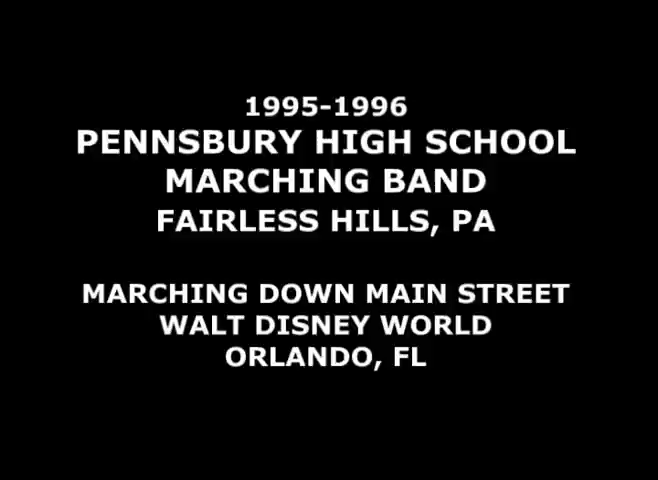 1995-1996
PENNSBURY HIGH SCHOOL
MARCHING BAND
FAIRLESS HILLS, PA
MARCHING DOWN MAIN STREET
WALT DISNEY WORLD
ORLANDO, FL